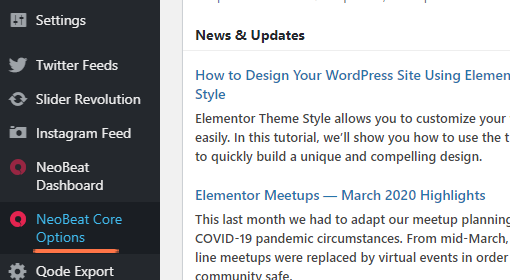 Settings
Twitter Feeds
Slider Revolution
Instagram Feed
NeoBeat
Dashboard
NeoBeat Core
Options
Qode Export
News & Updates
How to Design Your WordPress Site Using
Style
Elementor Theme Style allows you to customize your
easily. In this tutorial, we'll show you how to use the
to quickly build a unique and compelling design.
Elementor Meetups — March 2020 Highlights
This last month we had to adapt our meetup planning
COVID-19 pandemic circumstances. From mid-March,
line meetups were replaced by virtual events in order
community safe.